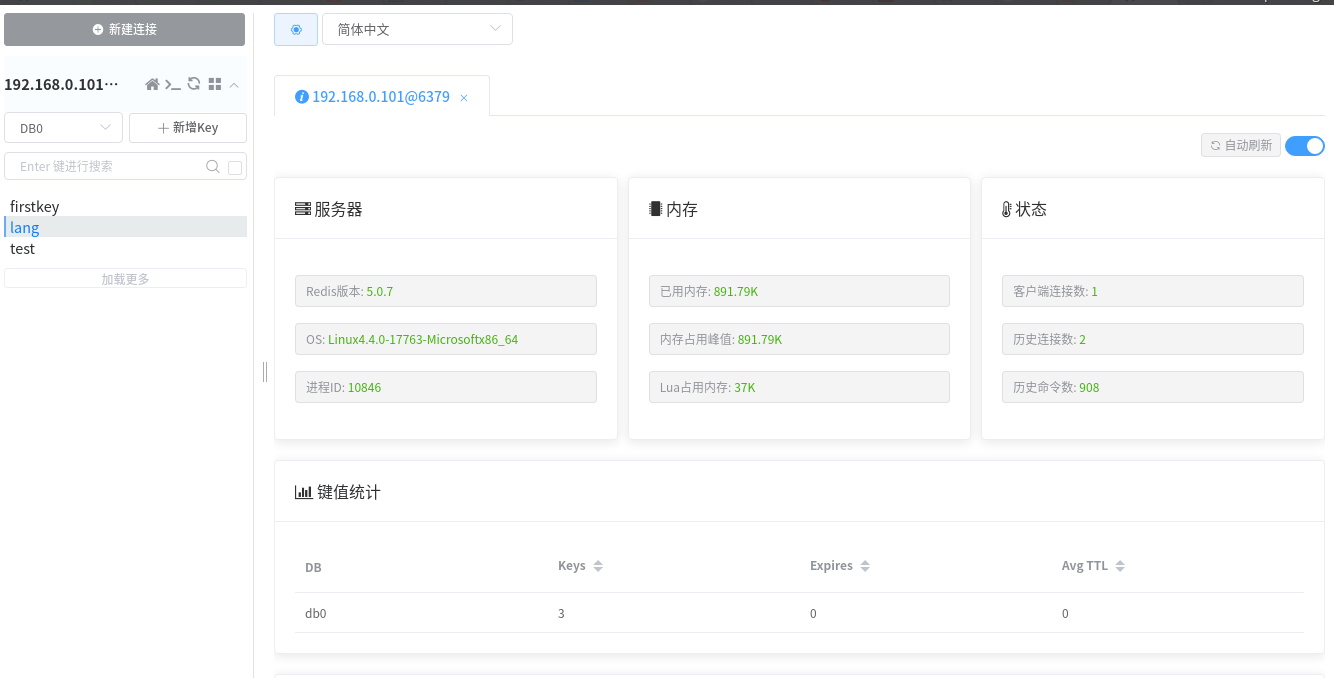 新建连接
简体中文
192.168.0.101···
192.168.0.101@6379
DB0
新增Key
Enter 键进行搜索
自动刷新
firstkey
lang
test
加载更多
服务器
Redis版本: 5.0.7
OS: Linux4.4.0-17763-Microsoftx86_64
进程ID: 10846
内存
已用内存: 891.79K
内存占用峰值: 891.79K
Lua占用内存: 37K
状态
客户端连接数: 1
历史连接数: 2
历史命令数: 908
键值统计
DB Keys Expires Avg TTL
db0 3 0 0